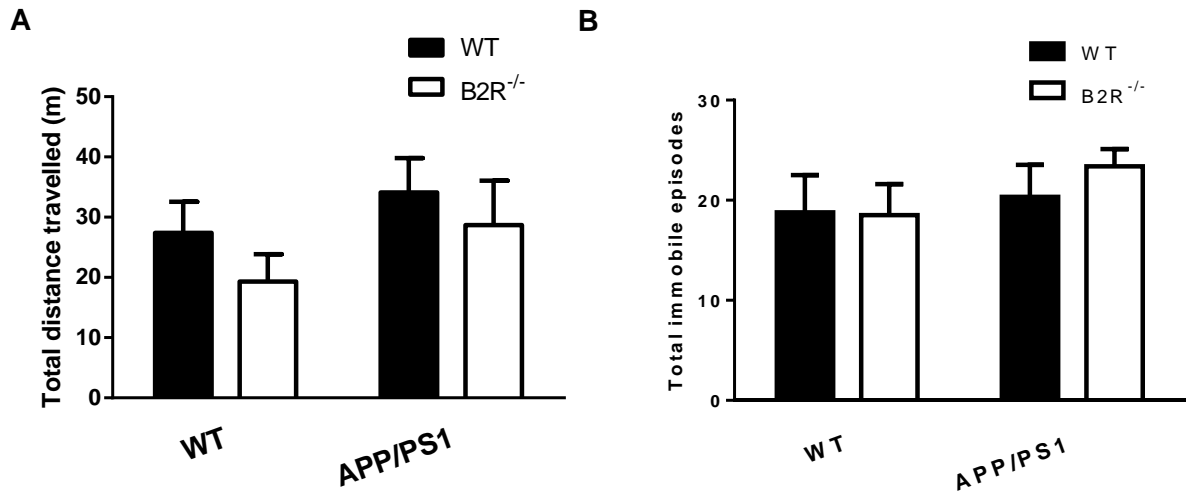 A
WT
B2R-/-
Total distance travelled (m)
50
40
30
20
10
0
WT
APP/PS1
B
WT
B2R-/-
Total immobile episodes
30
20
10
0
WT
APP/PS1